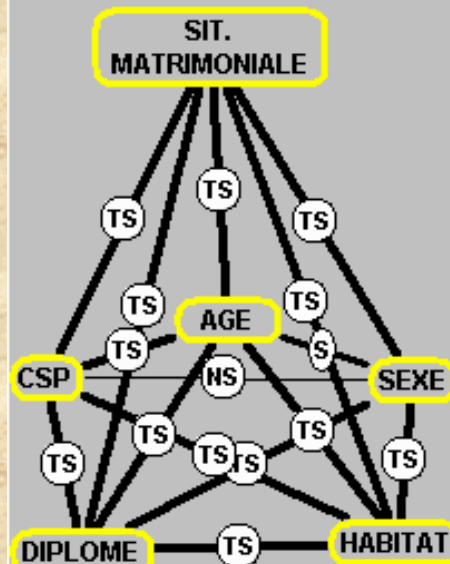 SIT.
MATRIMONIALE
TS
TS
TS
TS
TS
AGE
TS
S
CSP
NS
SEXE
TS
TS
TS
TS
TS
TS
DIPLOME
TS
HABITAT